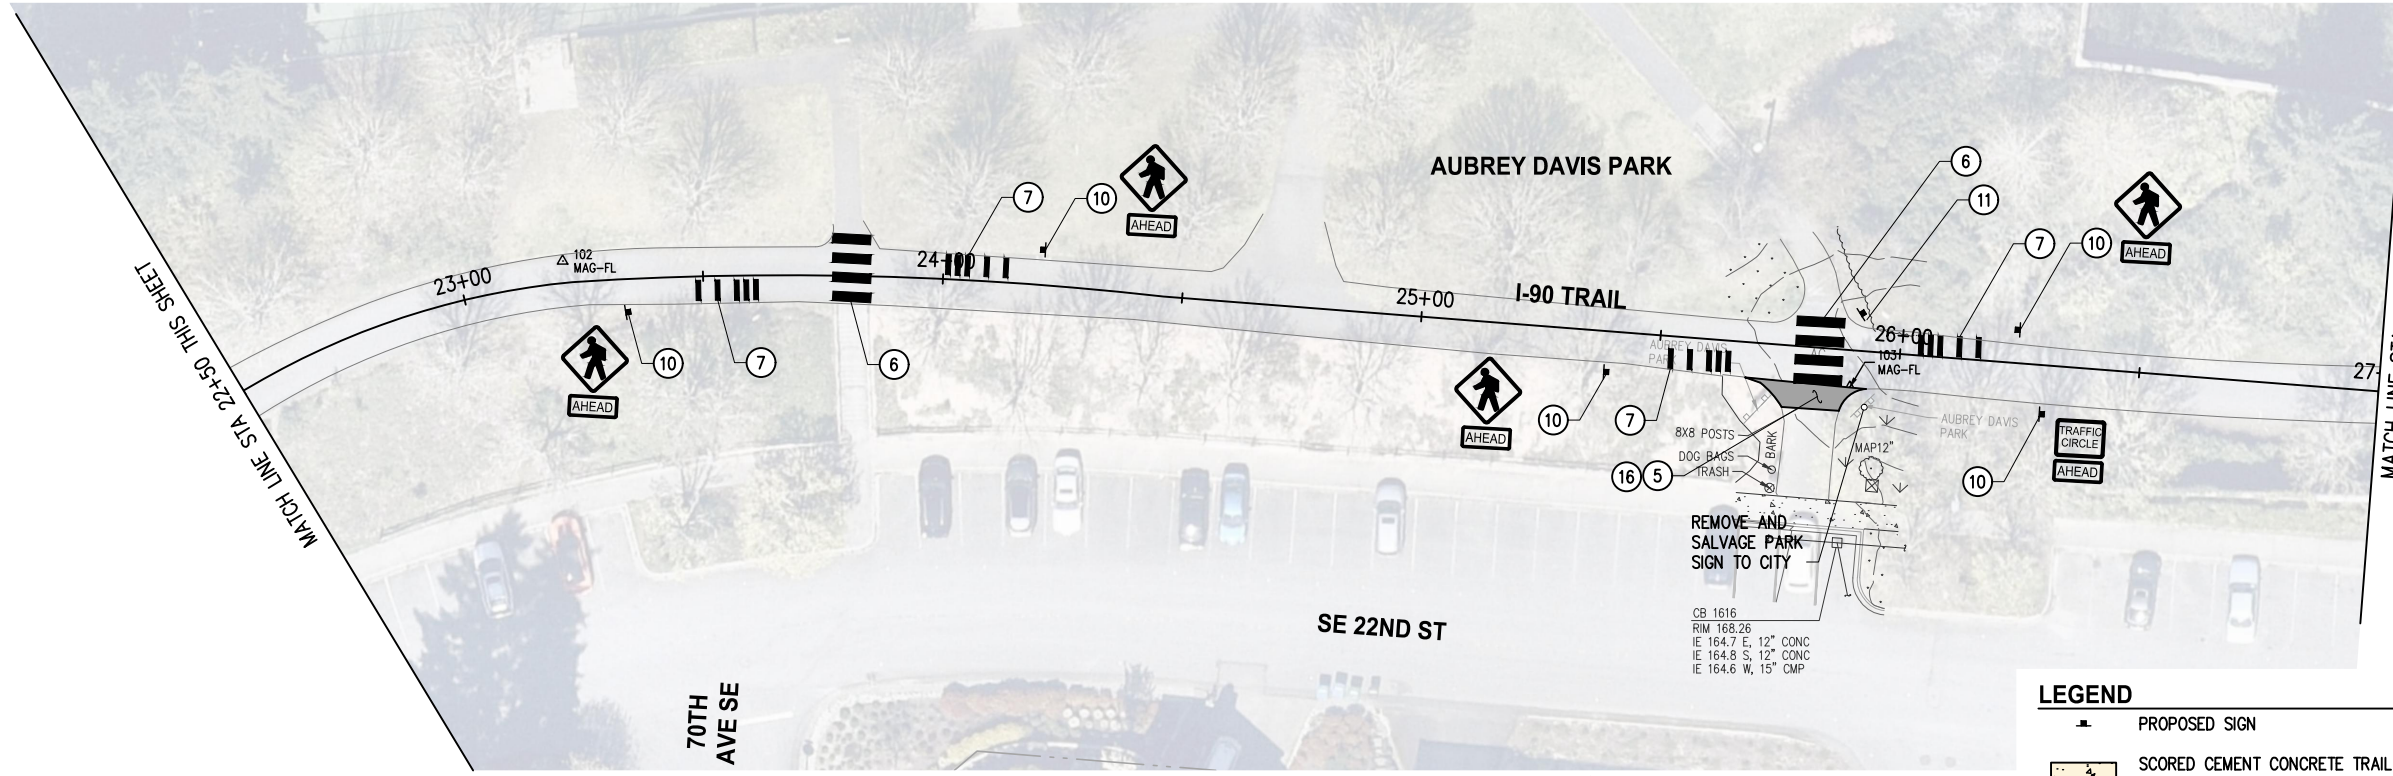 AUBREY DAVIS PARK
6
11
7
10
AHEAD
7
10
AHEAD
102
MAG-FL
23+00
24+00
25+00
I-90 TRAIL
26+00
103
MAG-FL
AC
27
MATCH LINE STA 22+50 THIS SHEET
10
7
6
AHEAD
AUBREY DAVIS
PARK
10
7
AHEAD
8X8 POSTS
DOG BAGS
TRASH
BARK
MAP12"
AUBREY DAVIS
PARK
16
5
10
TRAFFIC
CIRCLE
AHEAD
REMOVE AND
SALVAGE PARK
SIGN TO CITY
CB 1616
RIM 168.26
IE 164.7 E, 12" CONC
IE 164.8 S, 12" CONC
IE 164.6 W, 15" CMP
SE 22ND ST
70TH
AVE SE
LEGEND
PROPOSED SIGN
SCORED CEMENT CONCRETE TRAIL